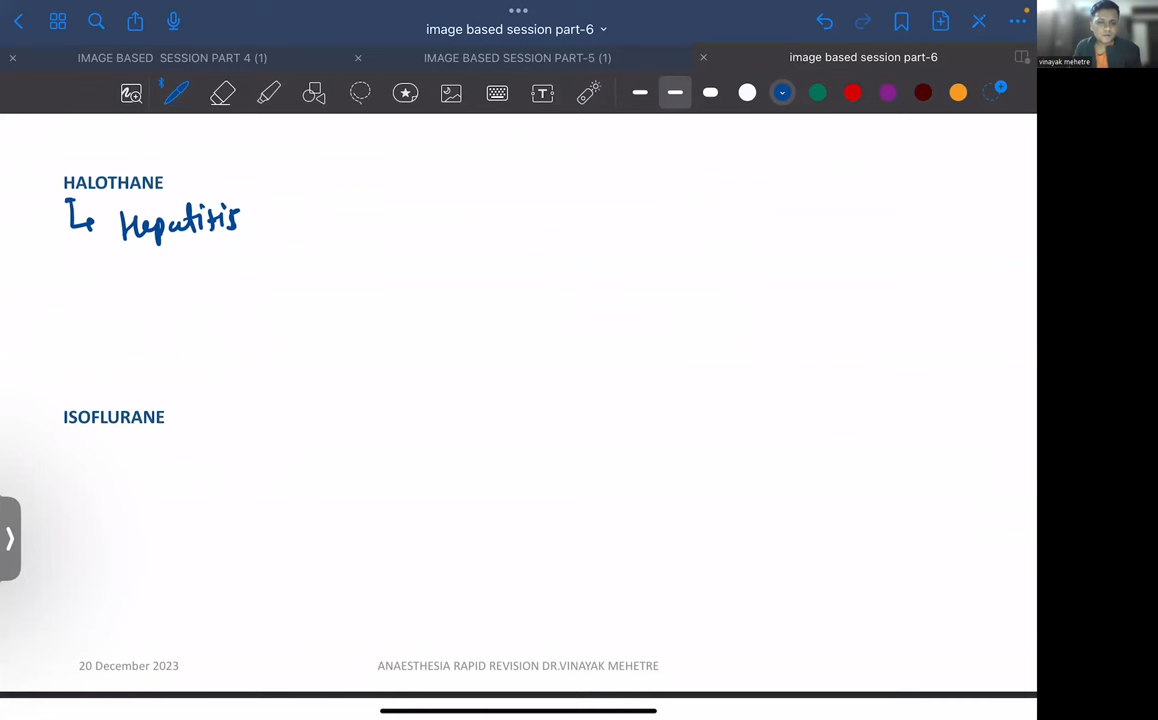 image based session part-6
IMAGE BASED SESSION PART 4 (1)
IMAGE BASED SESSION PART-5 (1)
image based session part-6
vinayak mehetre
HALOTHANE
Hepatitis
ISOFLURANE
20 December 2023
ANAESTHESIA RAPID REVISION DR.VINAYAK MEHETRE